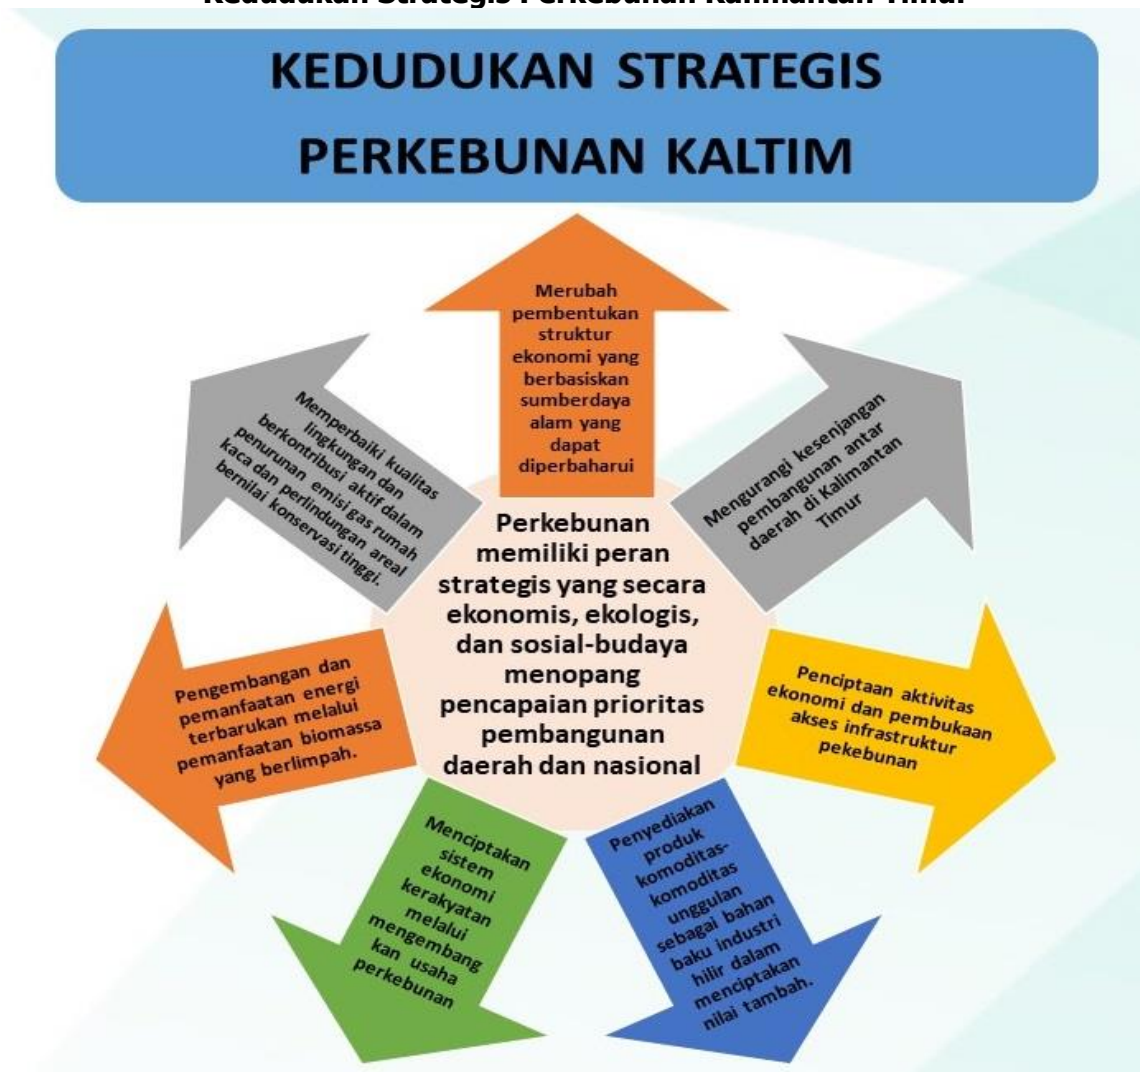 Kedudukan Strategis Perkebunan Kalimantan Timur
KEDUDUKAN STRATEGIS
PERKEBUNAN KALTIM
Merubah
pembentukan
struktur
ekonomi yang
berbasiskan
sumberdaya
alam yang
dapat
diperbaharui
Mengurangi kesenjangan
pembangunan antar
daerah di Kalimantan
Timur
Penciptaan aktivitas
ekonomi dan pembukaan
akses infrastruktur
pekebunan
Penyediakan
produk
komoditas-
komoditas
unggulan
sebagai bahan
baku industri
hilir dalam
menciptakan
nilai tambah.
Menciptakan
sistem
ekonomi
kerakyatan
melalui
mengembang
kan usaha
perkebunan
Pengembangan dan
pemanfaatan energi
terbarukan melalui
pemanfaatan biomassa
yang berlimpah.
Memperbaiki kualitas
lingkungan dan
berkontribusi aktif dalam
penurunan emisi gas rumah
kaca dan perlindungan areal
bernilai konservasi tinggi.
Perkebunan
memiliki peran
strategis yang secara
ekonomis, ekologis,
dan sosial-budaya
menopang
pencapaian prioritas
pembangunan
daerah dan nasional